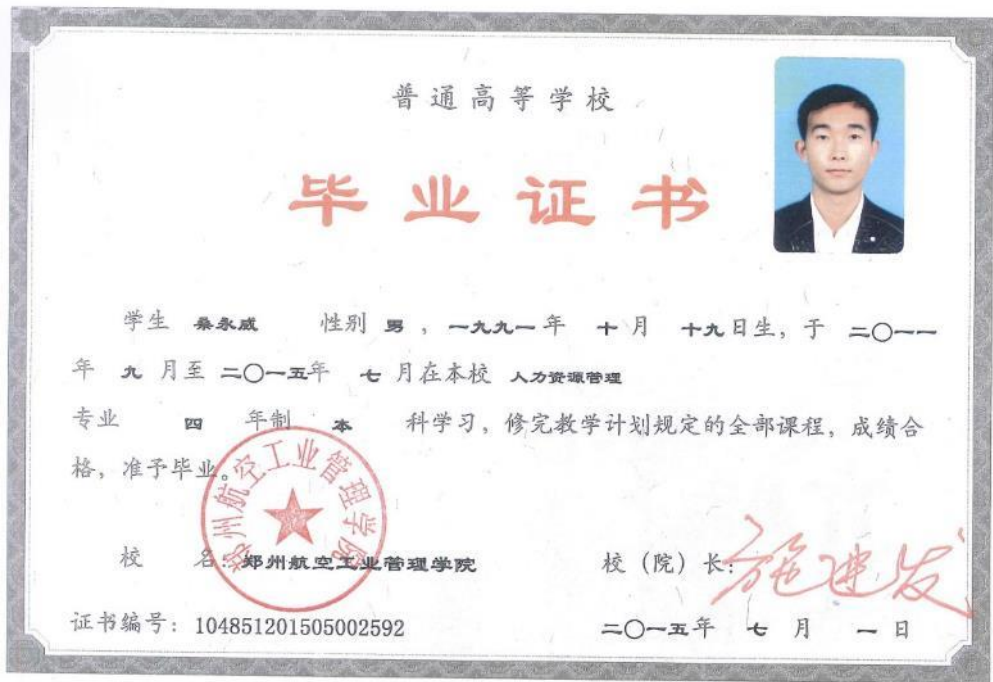 普通高等学校
毕业证书
学生 桑永威 性别 男 ，一九九一 年 十 月 十九日生，于 二〇一一
年 九 月至 二〇一五年 七 月在本校 人力资源管理
专业 四 年制 本 科学习，修完教学计划规定的全部课程，成绩合
格，准予毕业。
郑州航空工业管理学院
校 名：郑州航空工业管理学院 校（院）长：施建发
证书编号：104851201505002592 二〇一五年 七 月 一 日